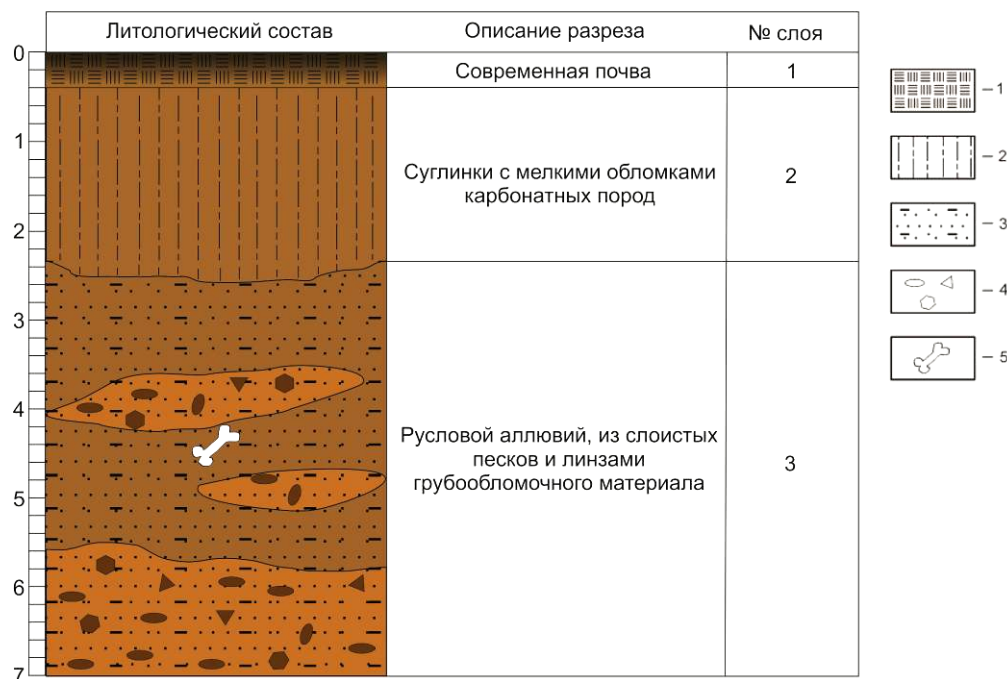 Литологический состав
Описание разреза
№ слоя
0
1
2
3
4
5
6
7
Современная почва
1
Суглинки с мелкими обломками
карбонатных пород
2
Русловой аллювий, из слоистых
песков и линзами
грубообломочного материала
3
– 1
– 2
– 3
– 4
– 5